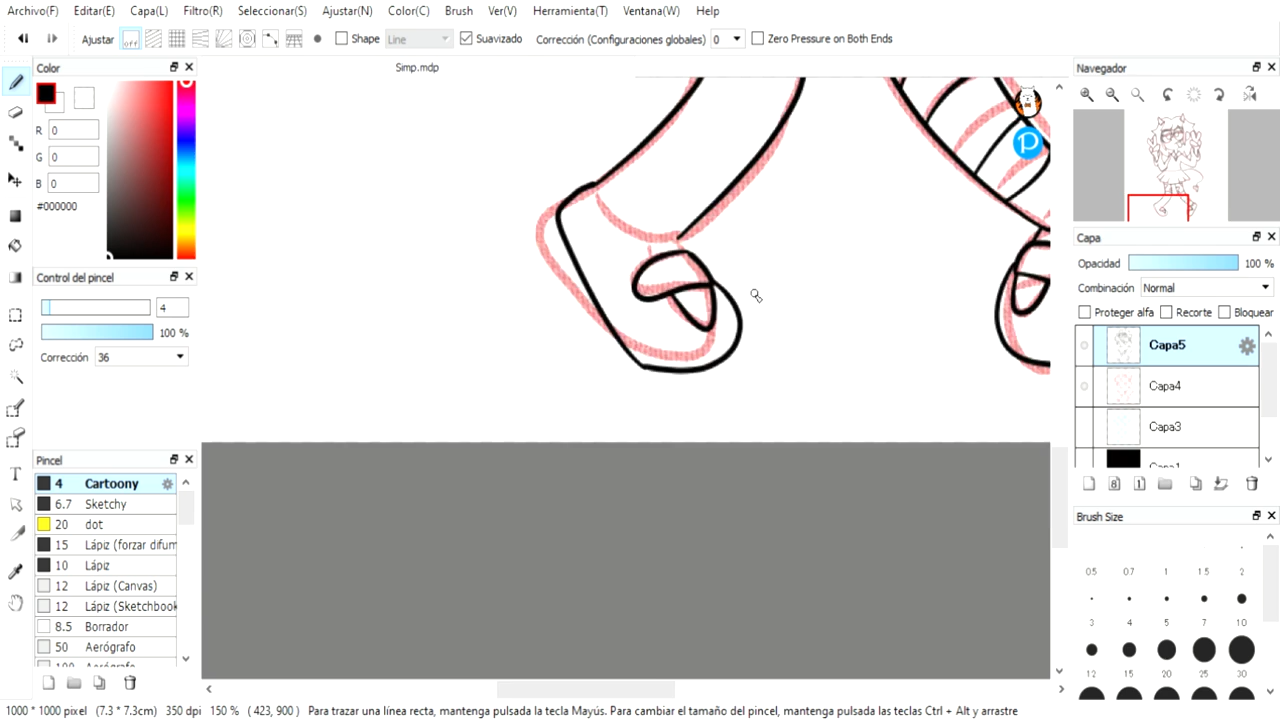 Archivo(F) Editar(E) Capa(L) Filtro(R) Seleccionar(S) Ajustar(N) Color(C) Brush Ver(V) Herramienta(T) Ventana(W) Help
Ajustar off Shape Line Suavizado Corrección (Configuraciones globales) 0 Zero Pressure on Both Ends
Color
Simp.mdp
Navegador
R 0
G 0
B 0
#000000
Capa
Opacidad 100 %
Combinación Normal
Proteger alfa Recorte Bloquear
Capa5
Capa4
Capa3
Capa1
Control del pincel
4
100 %
Corrección 36
Pincel
4 Cartoony
6.7 Sketchy
20 dot
15 Lápiz (forzar difum
10 Lápiz
12 Lápiz (Canvas)
12 Lápiz (Sketchbook
8.5 Borrador
50 Aerógrafo
100 Aerógrafo
Brush Size
0.5 0.7 1 1.5 2
3 4 5 7 10
12 15 20 25 30
1000 * 1000 pixel (7.3 * 7.3cm) 350 dpi 150 % ( 423, 900 ) Para trazar una línea recta, mantenga pulsada la tecla Mayús. Para cambiar el tamaño del pincel, mantenga pulsadas las teclas Ctrl + Alt y arrastre